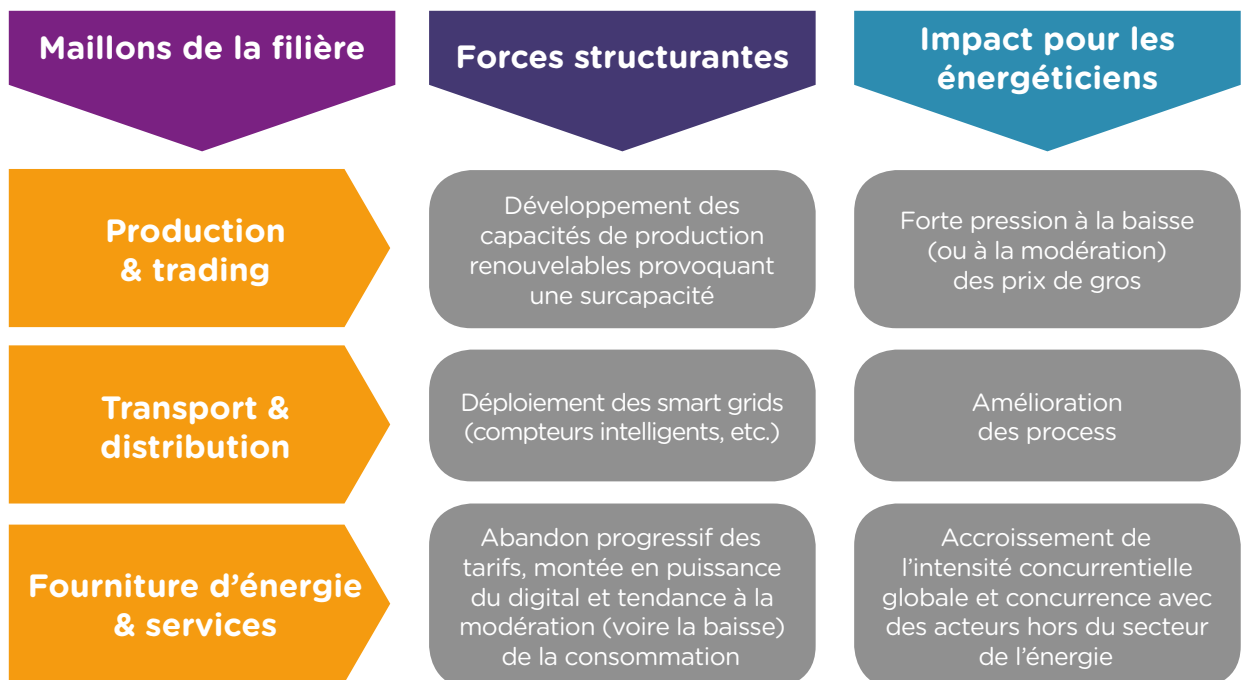 Maillons de la filière
Forces structurantes
Impact pour les
énergéticiens
Production
& trading
Développement des
capacités de production
renouvelables provoquant
une surcapacité
Forte pression à la baisse
(ou à la modération)
des prix de gros
Transport &
distribution
Déploiement des smart grids
(compteurs intelligents, etc.)
Amélioration
des process
Fourniture d’énergie
& services
Abandon progressif des
tarifs, montée en puissance
du digital et tendance à la
modération (voire la baisse)
de la consommation
Accroissement de
l’intensité concurrentielle
globale et concurrence avec
des acteurs hors du secteur
de l’énergie